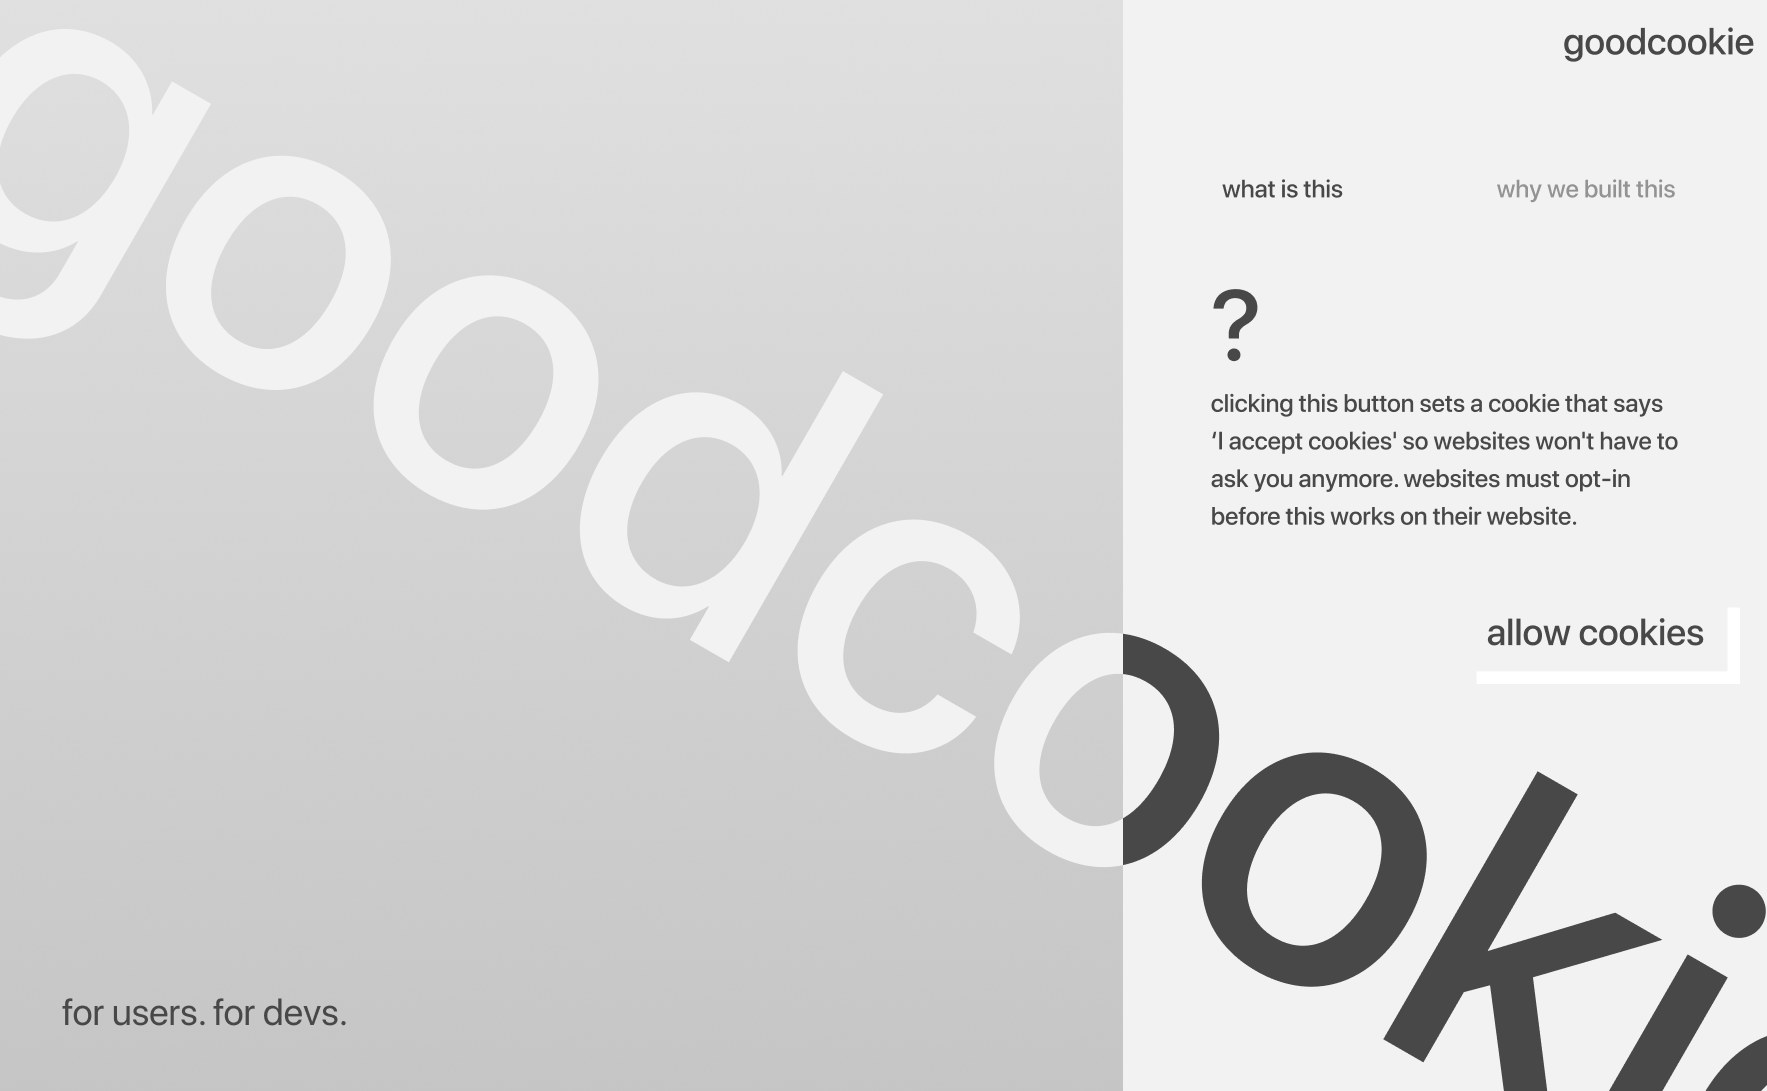 goodcookie
goodcooki
what is this
why we built this
?
clicking this button sets a cookie that says
‘I accept cookies' so websites won't have to
ask you anymore. websites must opt-in
before this works on their website.
allow cookies
for users. for devs.